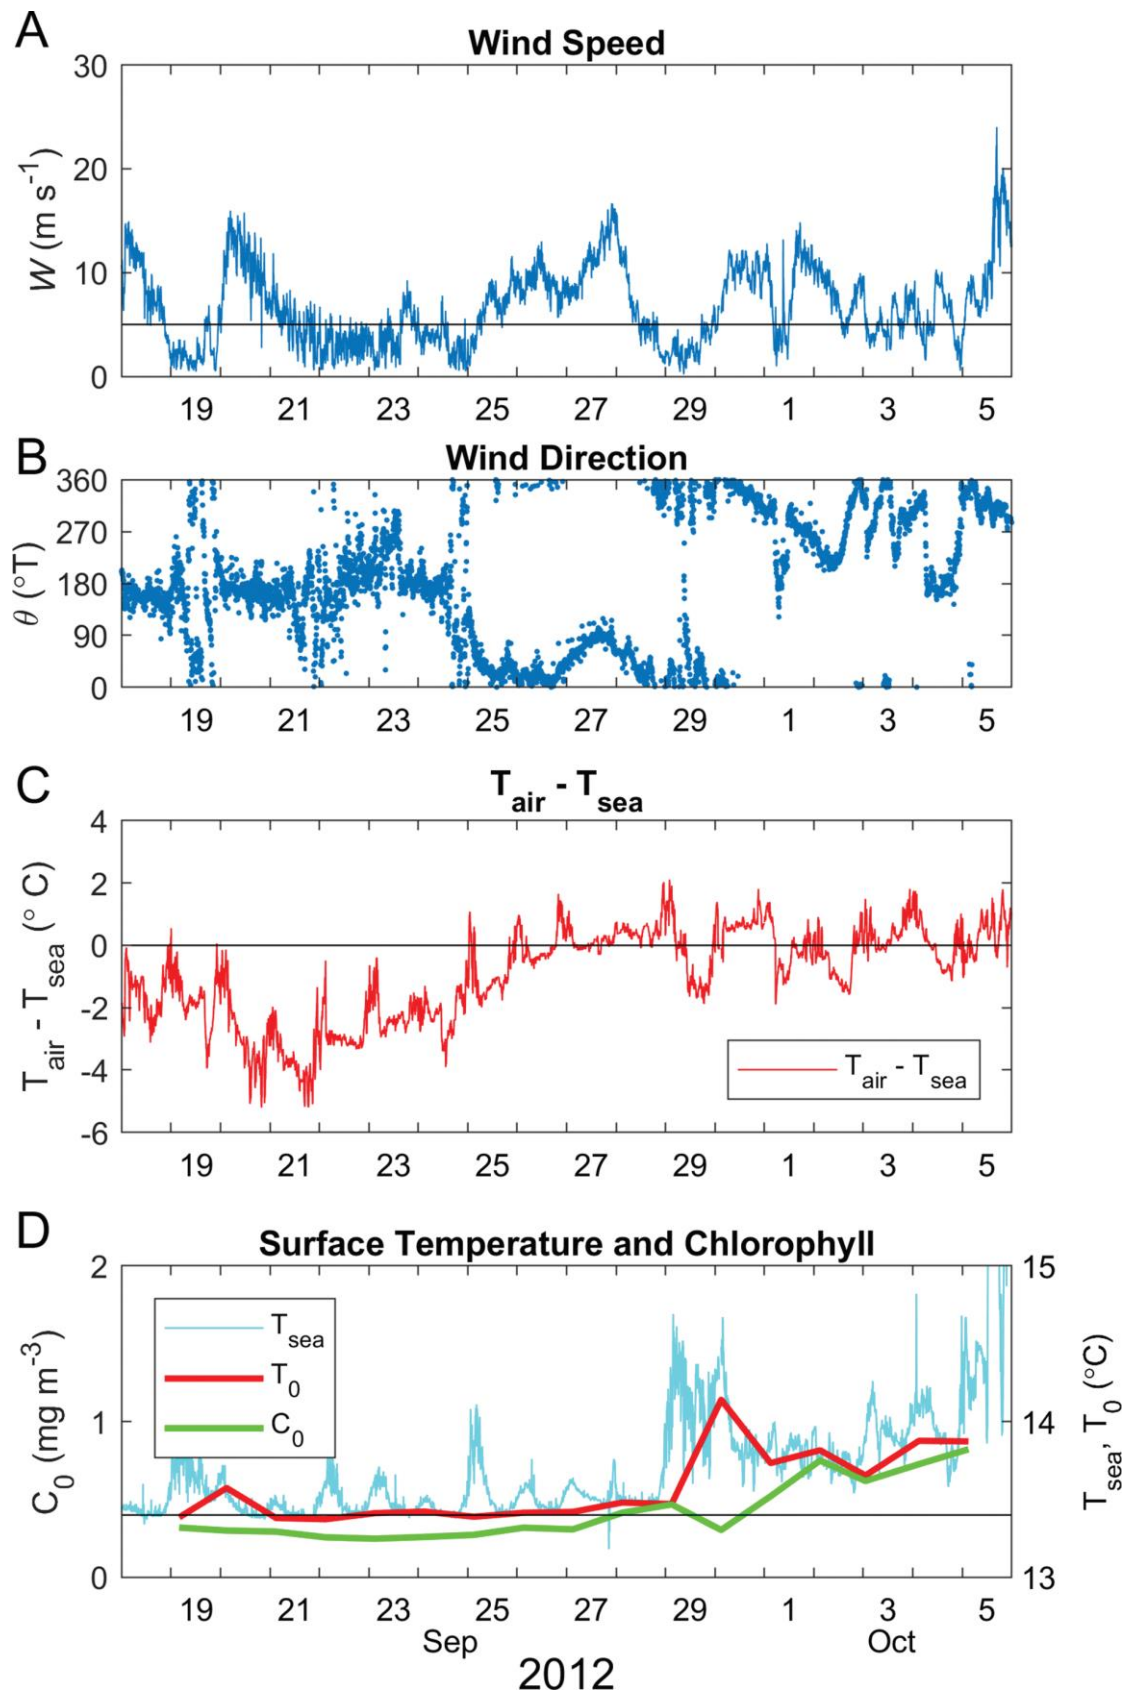 A
Wind Speed
30
20
10
0
W (m s-1)
19 21 23 25 27 29 1 3 5
B
Wind Direction
360
270
180
90
0
θ (°T)
19 21 23 25 27 29 1 3 5
C
Tair - Tsea
4
2
0
-2
-4
-6
Tair - Tsea (° C)
Tair - Tsea
19 21 23 25 27 29 1 3 5
D
Surface Temperature and Chlorophyll
2
1
0
C0 (mg m-3)
Tsea
T0
C0
15
14
13
Tsea, T0 (°C)
19 21 23 25 27 29 1 3 5
Sep Oct
2012